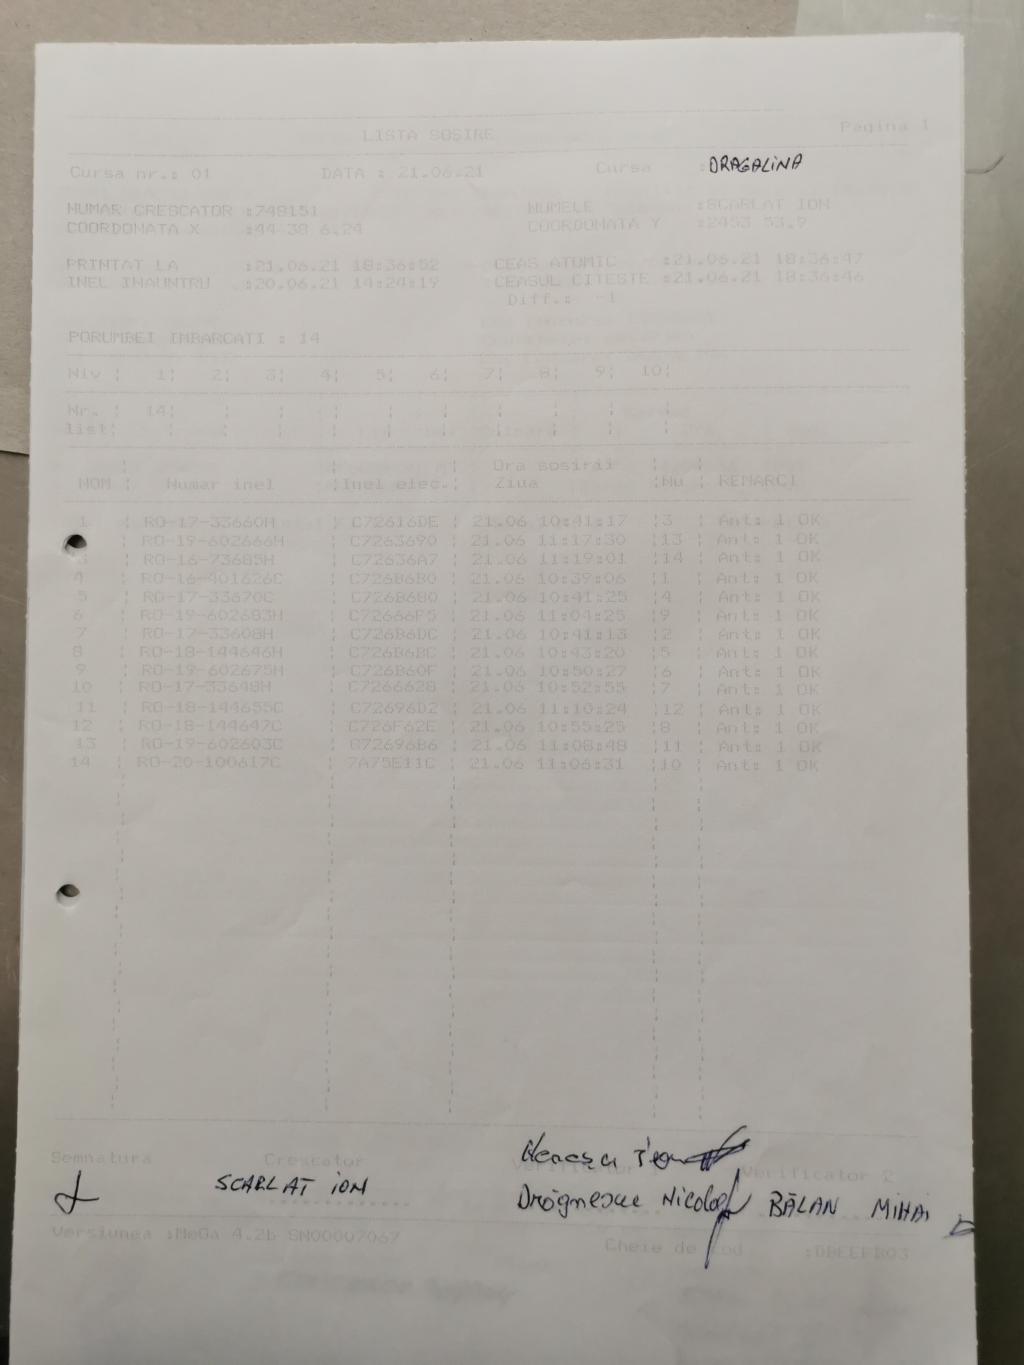 Pagina 1
LISTA SOSIRE
Cursa nr.: 01 DATA : 21.06.21 Cursa :DRAGALINA
NUMAR CRESCATOR :748151 NUMELE :SCARLAT ION
COORDONATA X :44 38 6.24 COORDONATA Y :2453 53.9
PRINTAT LA :21.06.21 18:36:52 CEAS ATOMIC :21.06.21 18:36:47
INEL INAUNTRU :20.06.21 14:24:19 CEASUL CITESTE :21.06.21 18:36:46
Diff.: -1
PORUMBEI IMBARCATI : 14
Niv ¦ 1¦ 2¦ 3¦ 4¦ 5¦ 6¦ 7¦ 8¦ 9¦ 10¦
Nr. ¦ 14¦ ¦ ¦ ¦ ¦ ¦ ¦ ¦ ¦ ¦
list¦ ¦ ¦ ¦ ¦ ¦ ¦ ¦ ¦ ¦ ¦
Ora sosirii
NOM ¦ Numar inel ¦Inel elec.¦ Ziua ¦Nu ¦ REMARCI
1 ¦ RO-17-33660M ¦ C72616DE ¦ 21.06 10:41:17 ¦3 ¦ Ant: 1 OK
¦ RO-19-602666M ¦ C7263690 ¦ 21.06 11:17:30 ¦13 ¦ Ant: 1 OK
3 ¦ RO-16-73685M ¦ C72636A7 ¦ 21.06 11:19:01 ¦14 ¦ Ant: 1 OK
4 ¦ RO-16-401626C ¦ C726B6B0 ¦ 21.06 10:39:06 ¦1 ¦ Ant: 1 OK
5 ¦ RO-17-33670C ¦ C726B680 ¦ 21.06 10:41:25 ¦4 ¦ Ant: 1 OK
6 ¦ RO-19-602683M ¦ C72666F5 ¦ 21.06 11:04:25 ¦9 ¦ Ant: 1 OK
7 ¦ RO-17-33608M ¦ C726B6DC ¦ 21.06 10:41:13 ¦2 ¦ Ant: 1 OK
8 ¦ RO-18-144646M ¦ C726B6BC ¦ 21.06 10:43:20 ¦5 ¦ Ant: 1 OK
9 ¦ RO-19-602675M ¦ C726B60F ¦ 21.06 10:50:27 ¦6 ¦ Ant: 1 OK
10 ¦ RO-17-33648M ¦ C7266628 ¦ 21.06 10:52:55 ¦7 ¦ Ant: 1 OK
11 ¦ RO-18-144655C ¦ C72696D2 ¦ 21.06 11:10:24 ¦12 ¦ Ant: 1 OK
12 ¦ RO-18-144647C ¦ C726F62E ¦ 21.06 10:55:25 ¦8 ¦ Ant: 1 OK
13 ¦ RO-19-602603C ¦ C72696B6 ¦ 21.06 11:08:48 ¦11 ¦ Ant: 1 OK
14 ¦ RO-20-100617C ¦ 7A75E11C ¦ 21.06 11:06:31 ¦10 ¦ Ant: 1 OK
Semnatura Crescator Verificator Verificator 2
SCARLAT ION Nicolae BĂLAN MIHAI
Versiunea :MeGa 4.2b SN00007067 Cheie de cod